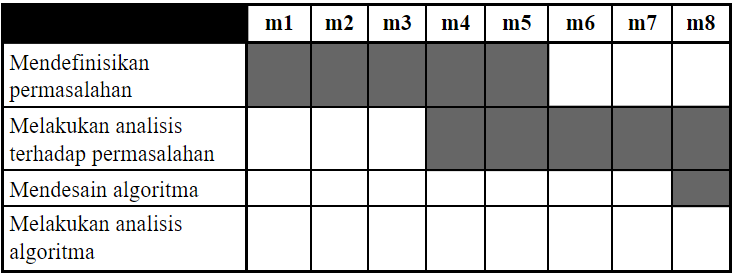 m1 m2 m3 m4 m5 m6 m7 m8
Mendefinisikan
permasalahan
Melakukan analisis
terhadap permasalahan
Mendesain algoritma
Melakukan analisis
algoritma